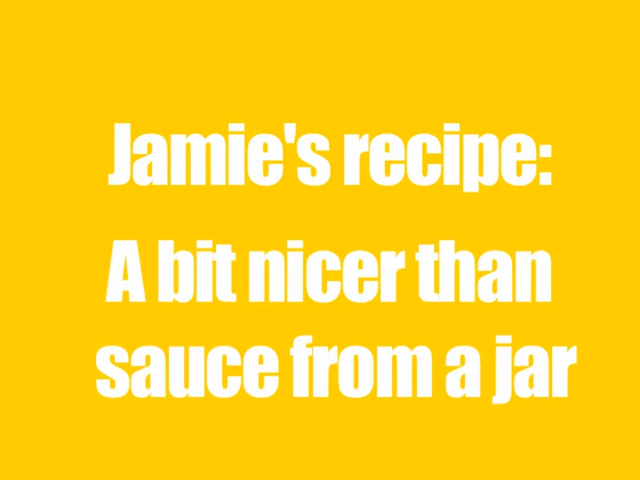 Jamie's recipe:
A bit nicer than
sauce from a jar